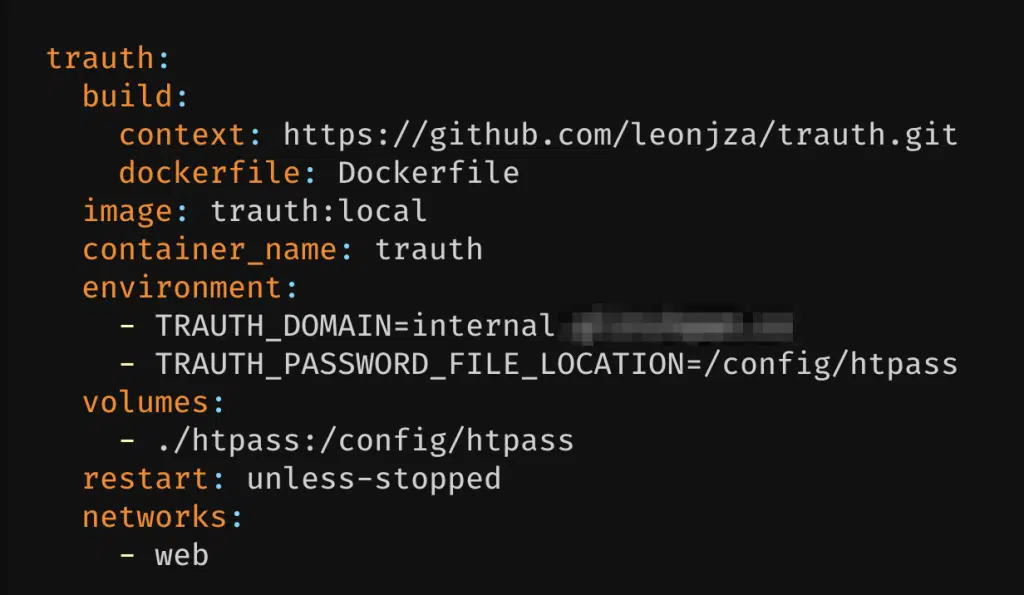 trauth:
  build:
    context: https://github.com/leonjza/trauth.git
    dockerfile: Dockerfile
  image: trauth:local
  container_name: trauth
  environment:
    - TRAUTH_DOMAIN=internal
    - TRAUTH_PASSWORD_FILE_LOCATION=/config/htpass
  volumes:
    - ./htpass:/config/htpass
  restart: unless-stopped
  networks:
    - web